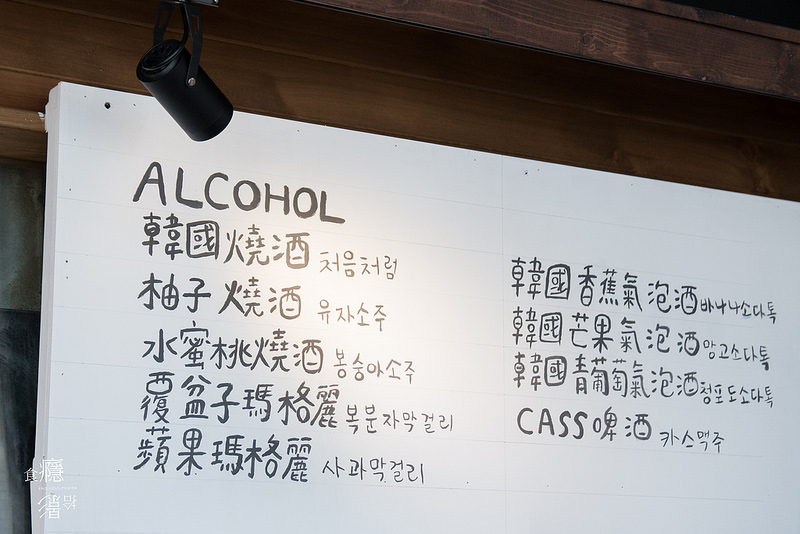 ALCOHOL
韓國燒酒 처음처럼
柚子燒酒 유자소주
水蜜桃燒酒 봉숭아소주
覆盆子瑪格麗 복분자막걸리
蘋果瑪格麗 사과막걸리
韓國香蕉氣泡酒 바나나소다톡
韓國芒果氣泡酒 망고소다톡
韓國青葡萄氣泡酒 청포도소다톡
CASS啤酒 카스맥주
食癮